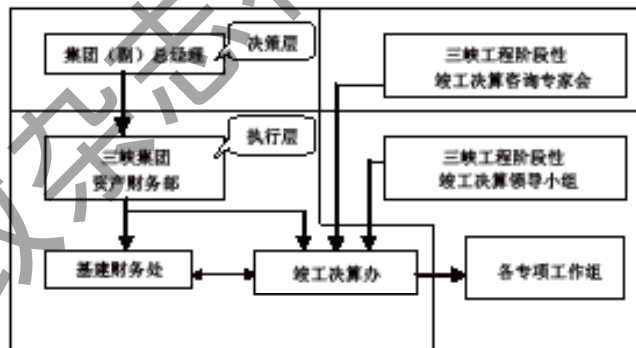 集团（副）总经理
决策层
三峡工程阶段性
竣工决算咨询专家会
三峡集团
资产财务部
执行层
三峡工程阶段性
竣工决算领导小组
基建财务处
竣工决算办
各专项工作组
杂志